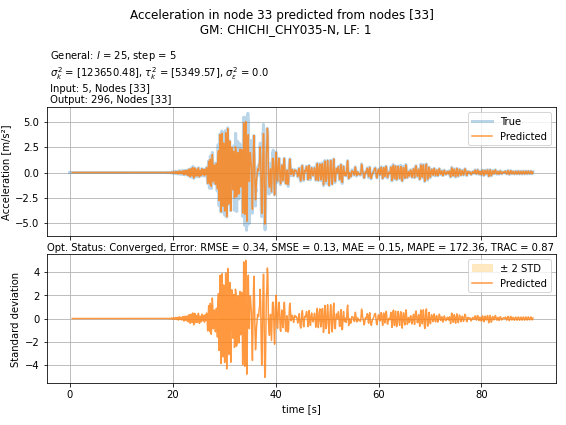 Acceleration in node 33 predicted from nodes [33]
GM: CHICHI_CHY035-N, LF: 1
General: l = 25, step = 5
σ²ₖ = [123650.48], τ²ₖ = [5349.57], σ²ε = 0.0
Input: 5, Nodes [33]
Output: 296, Nodes [33]
Acceleration [m/s²]
5.0
2.5
0.0
−2.5
−5.0
True
Predicted
Opt. Status: Converged, Error: RMSE = 0.34, SMSE = 0.13, MAE = 0.15, MAPE = 172.36, TRAC = 0.87
Standard deviation
4
2
0
−2
−4
± 2 STD
Predicted
0 20 40 60 80
time [s]